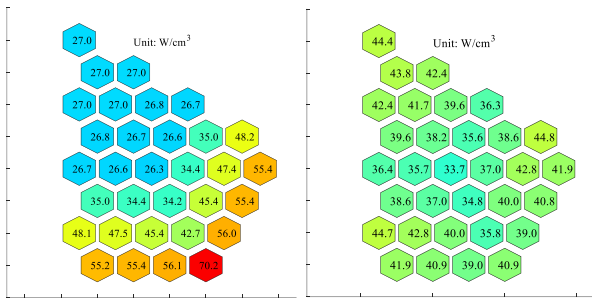 27.0
Unit: W/cm³
27.0 27.0
27.0 27.0 26.8 26.7
26.8 26.7 26.6 35.0 48.2
26.7 26.6 26.3 34.4 47.4 55.4
35.0 34.4 34.2 45.4 55.4
48.1 47.5 45.4 42.7 56.0
55.2 55.4 56.1 70.2
44.4
Unit: W/cm³
43.8 42.4
42.4 41.7 39.6 36.3
39.6 38.2 35.6 38.6 44.8
36.4 35.7 33.7 37.0 42.8 41.9
38.6 37.0 34.8 40.0 40.8
44.7 42.8 40.0 35.8 39.0
41.9 40.9 39.0 40.9